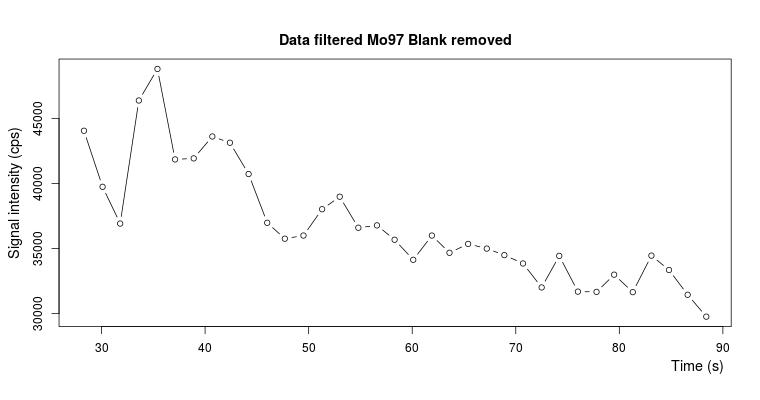 Data filtered Mo97 Blank removed
Signal intensity (cps)
45000
40000
35000
30000
30 40 50 60 70 80 90
Time (s)